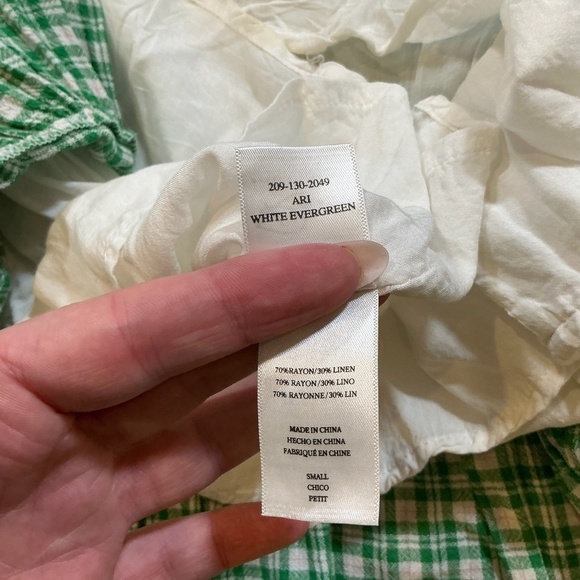 209-130-2049
ARI
WHITE EVERGREEN
70%RAYON/30% LINEN
70% RAYON/30% LINO
70% RAYONNE/30% LIN
MADE IN CHINA
HECHO EN CHINA
FABRIQUÉ EN CHINE
SMALL
CHICO
PETIT